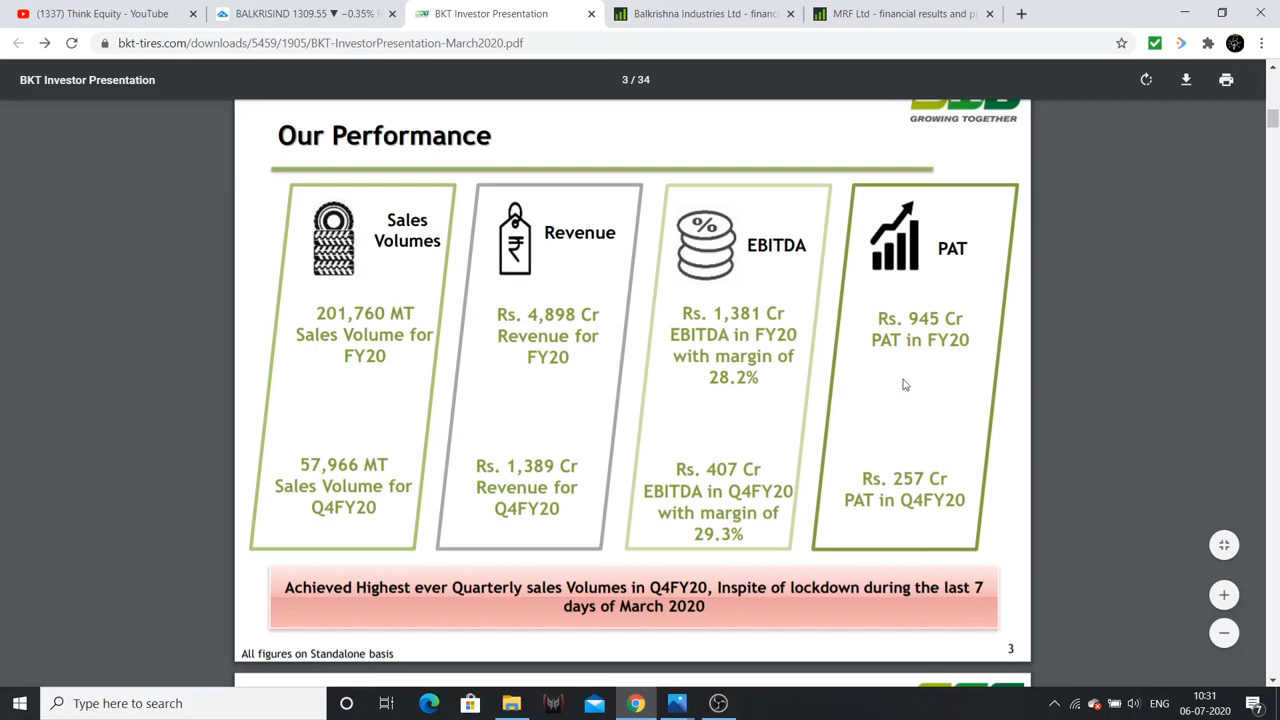 (1337) Think Equity - YouTube
BALKRISIND 1309.55 ▼ −0.35%
BKT Investor Presentation
Balkrishna Industries Ltd - financ
MRF Ltd - financial results and p
bkt-tires.com/downloads/5459/1905/BKT-InvestorPresentation-March2020.pdf
BKT Investor Presentation
3 / 34
GROWING TOGETHER
Our Performance
Sales
Volumes
201,760 MT
Sales Volume for
FY20
57,966 MT
Sales Volume for
Q4FY20
Revenue
Rs. 4,898 Cr
Revenue for
FY20
Rs. 1,389 Cr
Revenue for
Q4FY20
%
EBITDA
Rs. 1,381 Cr
EBITDA in FY20
with margin of
28.2%
Rs. 407 Cr
EBITDA in Q4FY20
with margin of
29.3%
PAT
Rs. 945 Cr
PAT in FY20
Rs. 257 Cr
PAT in Q4FY20
Achieved Highest ever Quarterly sales Volumes in Q4FY20, Inspite of lockdown during the last 7
days of March 2020
All figures on Standalone basis
3
Type here to search
ENG
10:31
06-07-2020
7